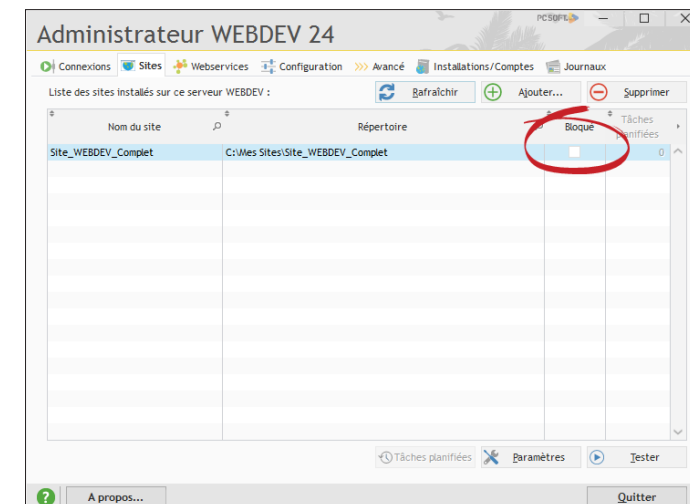 Administrateur WEBDEV 24
PCSOFT
Connexions Sites Webservices Configuration Avancé Installations/Comptes Journaux
Liste des sites installés sur ce serveur WEBDEV : Rafraîchir Ajouter... Supprimer
Nom du site Répertoire Bloqué Tâches planifiées
Site_WEBDEV_Complet C:\Mes Sites\Site_WEBDEV_Complet 0
Tâches planifiées Paramètres Tester
? A propos... Quitter